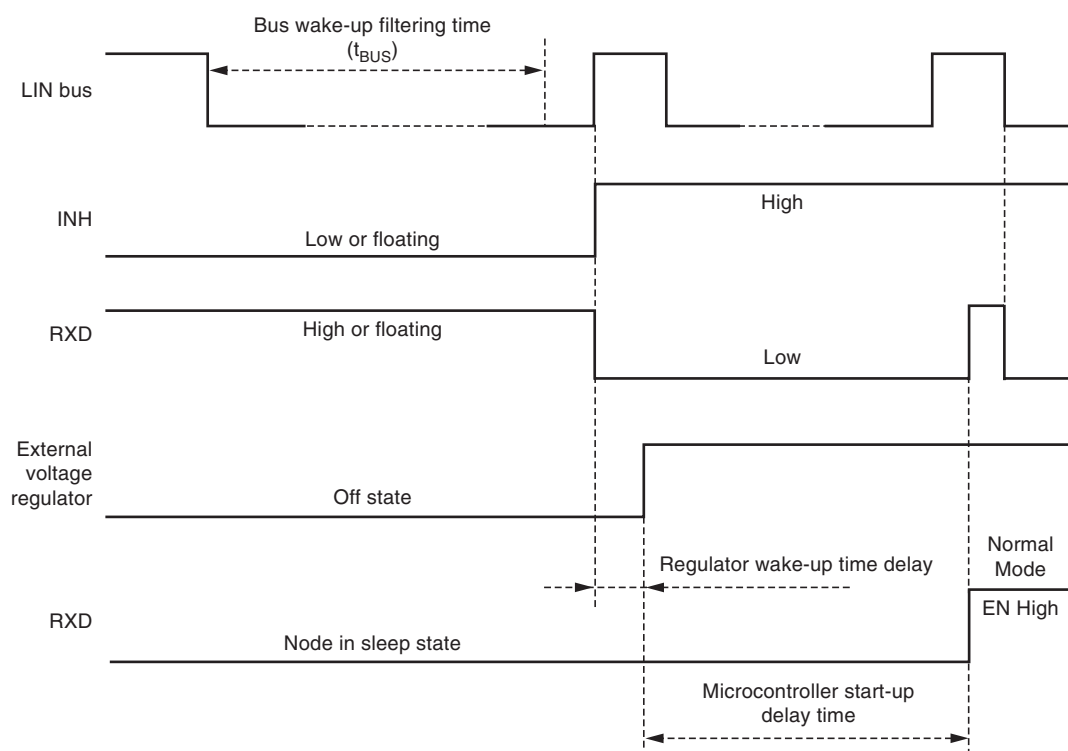 Bus wake-up filtering time
(tBUS)
LIN bus
INH
High
Low or floating
RXD
High or floating
Low
External
voltage
regulator
Off state
Regulator wake-up time delay
Normal
Mode
RXD
EN High
Node in sleep state
Microcontroller start-up
delay time